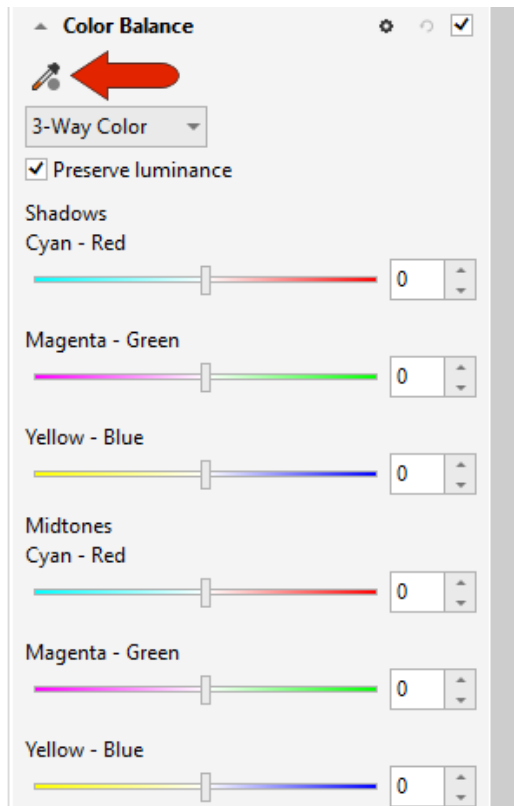 Color Balance
3-Way Color
Preserve luminance
Shadows
Cyan - Red
0
Magenta - Green
0
Yellow - Blue
0
Midtones
Cyan - Red
0
Magenta - Green
0
Yellow - Blue
0